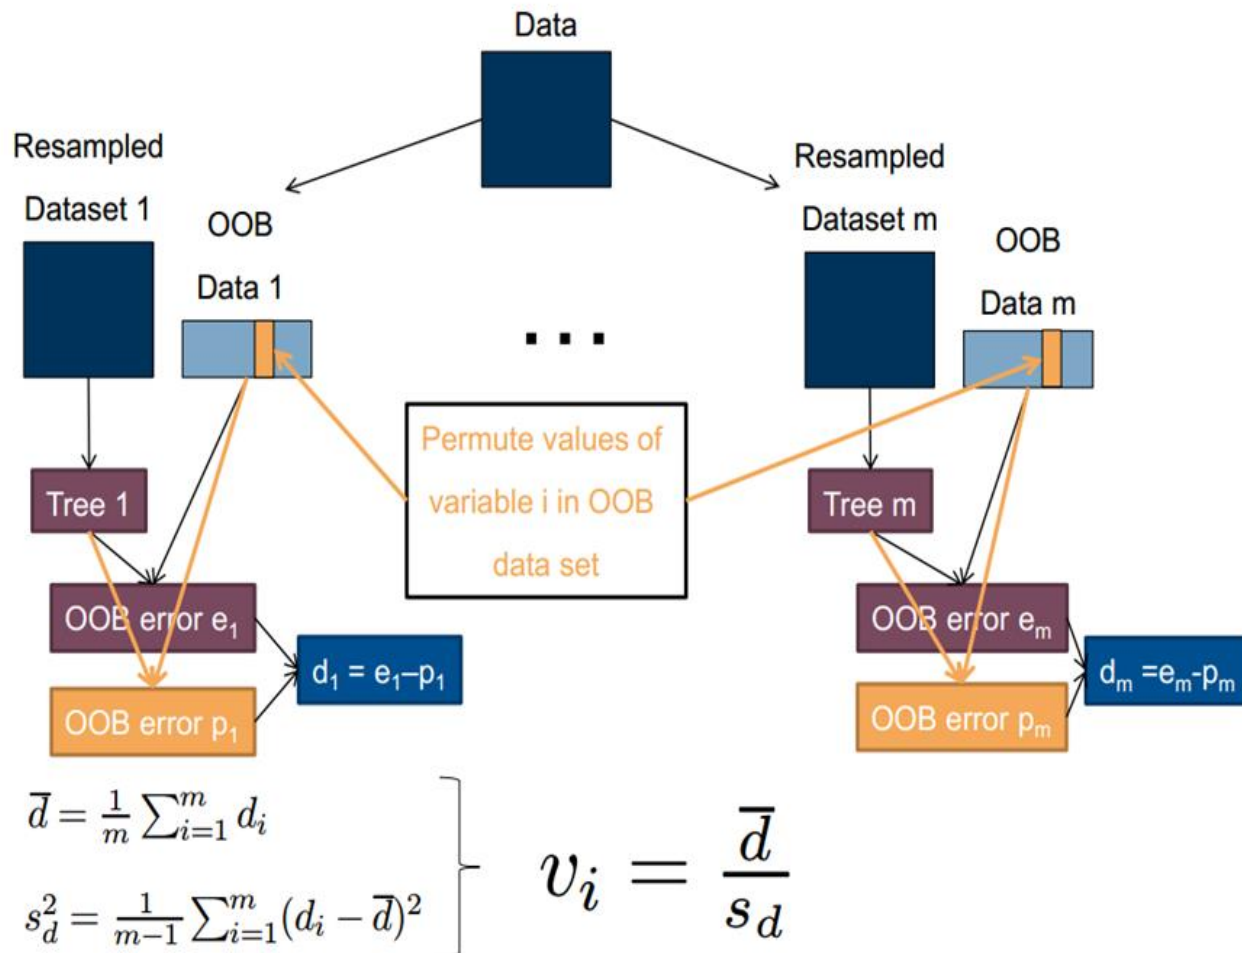 Data
Resampled
Dataset 1
OOB
Data 1
...
Resampled
Dataset m
OOB
Data m
Permute values of
variable i in OOB
data set
Tree 1
OOB error e₁
OOB error p₁
d₁ = e₁–p₁
Tree m
OOB error eₘ
OOB error pₘ
dₘ =eₘ-pₘ
d̅ = 1/m ∑ᵢ₌₁ᵐ dᵢ
s_d² = 1/(m−1) ∑ᵢ₌₁ᵐ (dᵢ − d̅)²
vᵢ = d̅/s_d